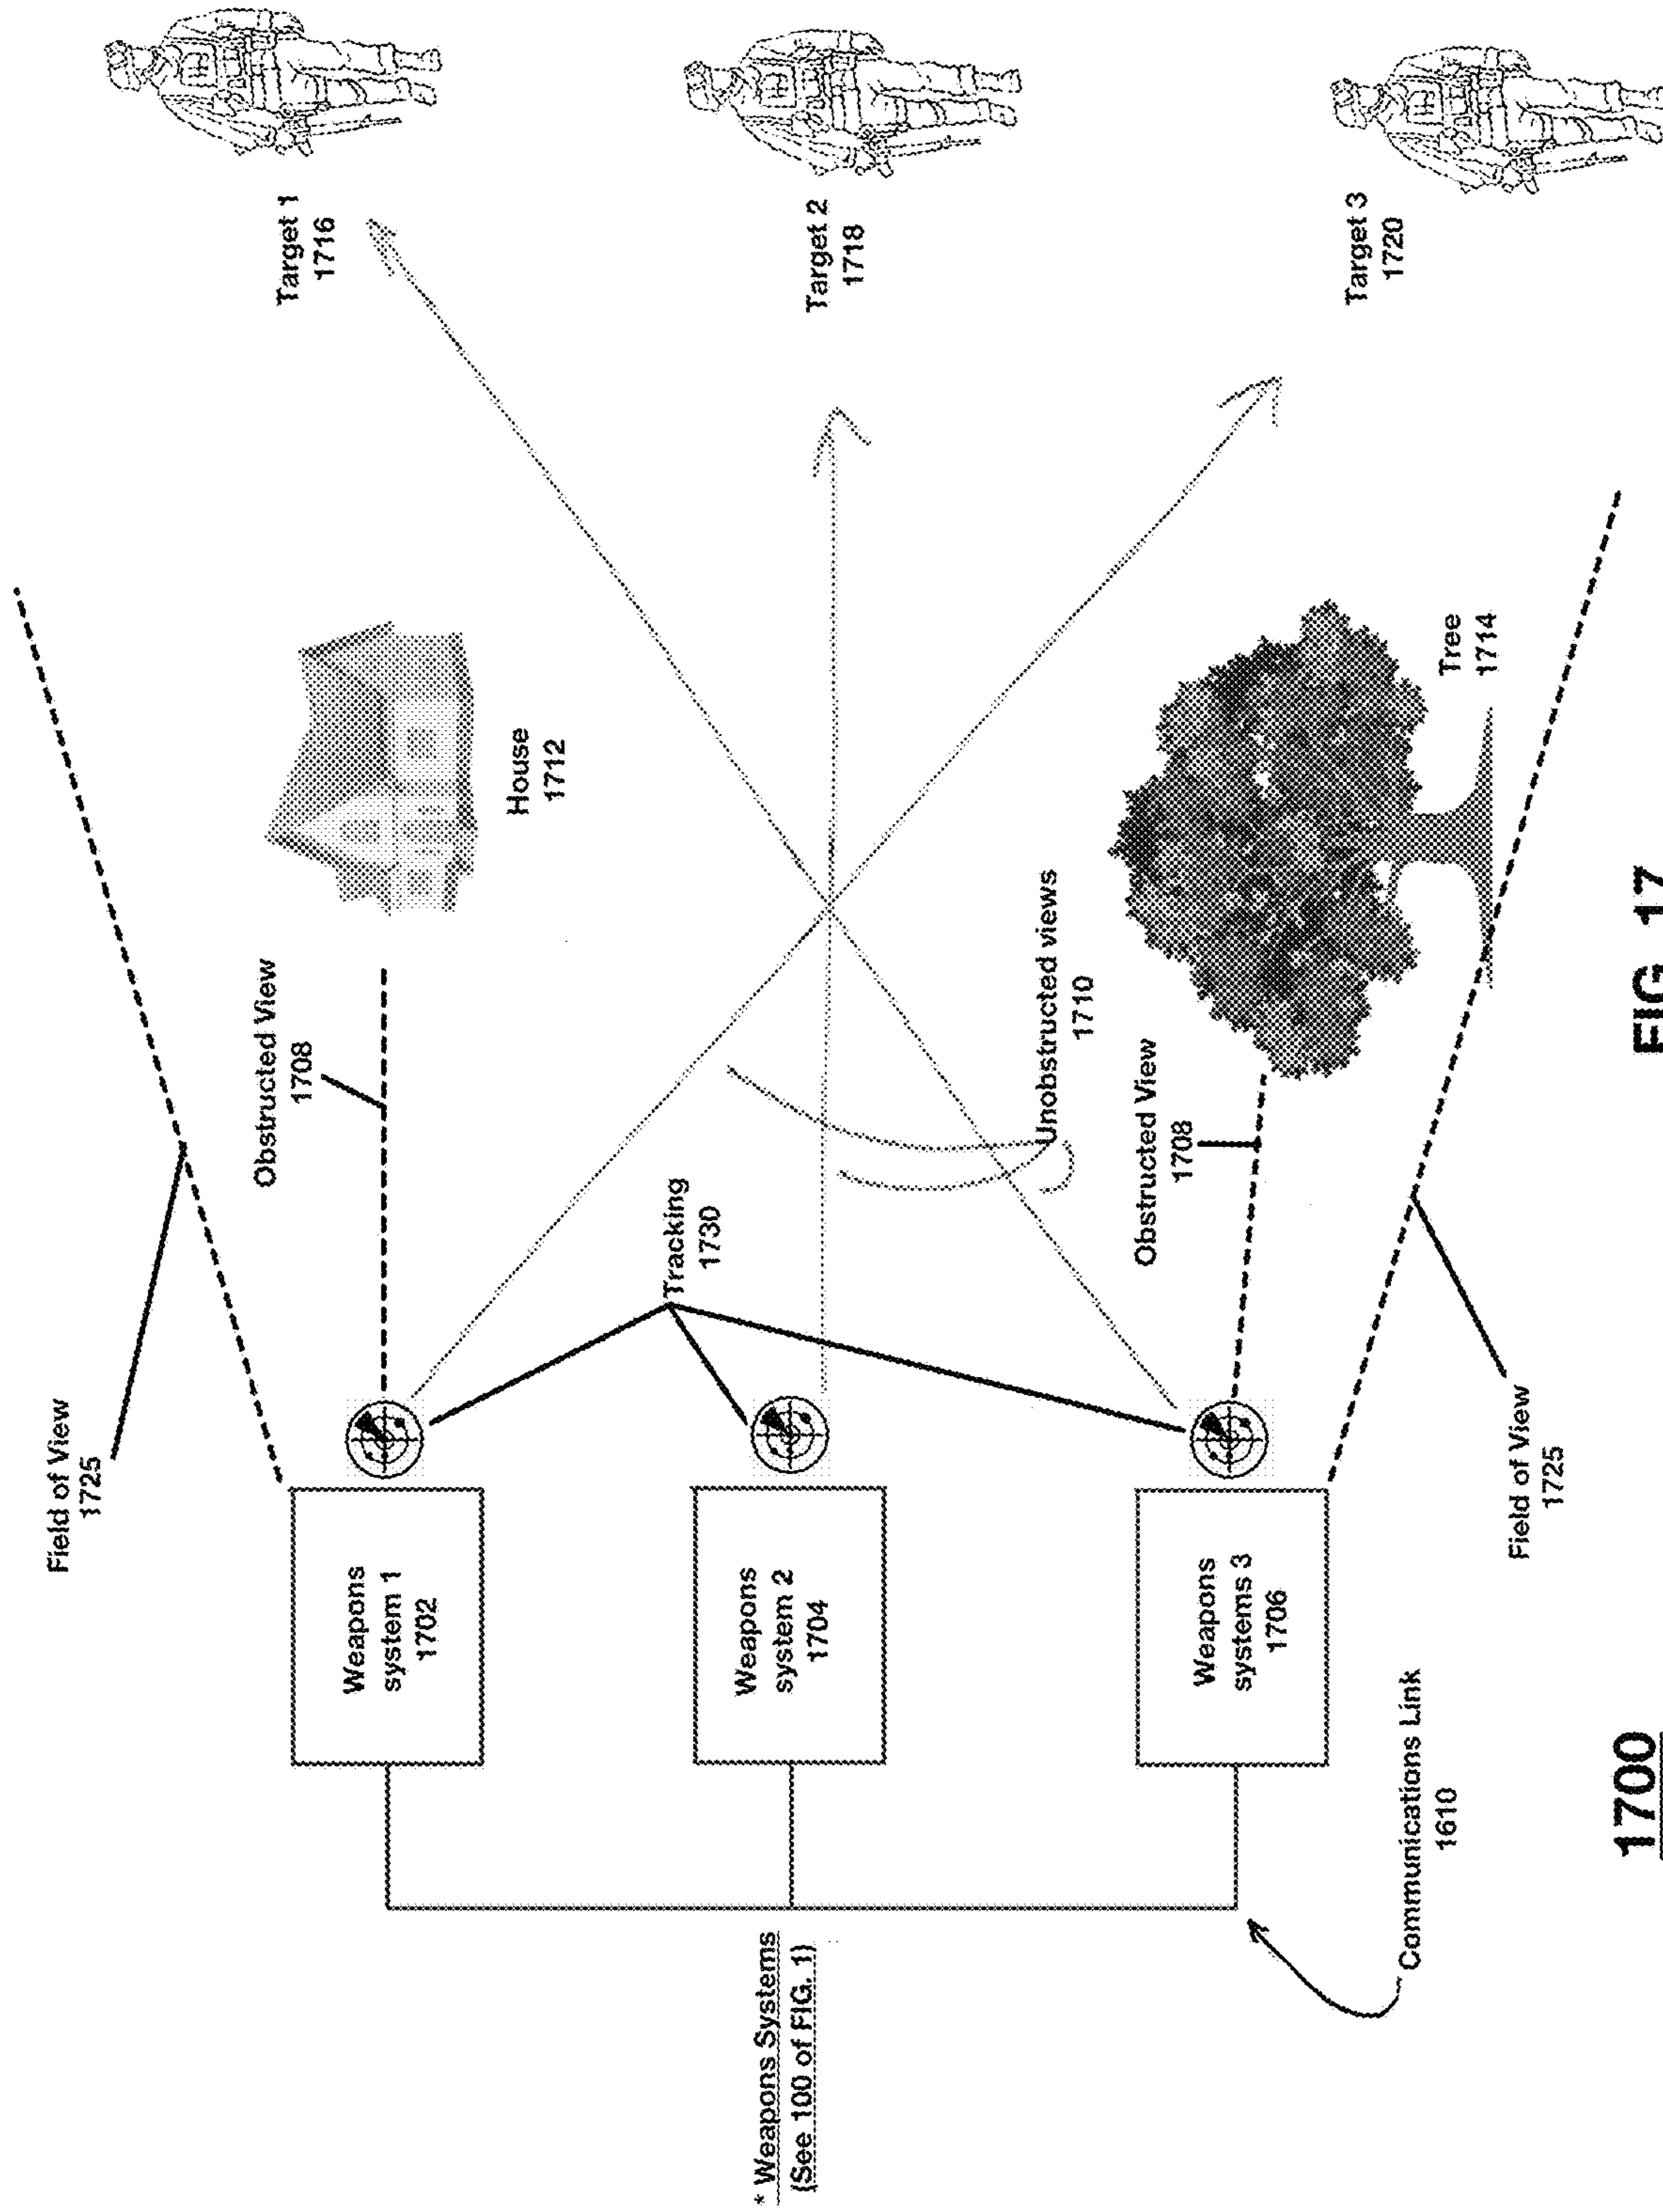 Field of View
1725
Obstructed View
1708
House
1712
Target 1
1716
Weapons
system 1
1702
Tracking
1730
* Weapons Systems
(See 100 of FIG. 1)
Weapons
system 2
1704
Target 2
1718
Unobstructed views
1710
Obstructed View
1708
Weapons
systems 3
1706
Tree
1714
Target 3
1720
Communications Link
1610
Field of View
1725
1700
FIG. 17